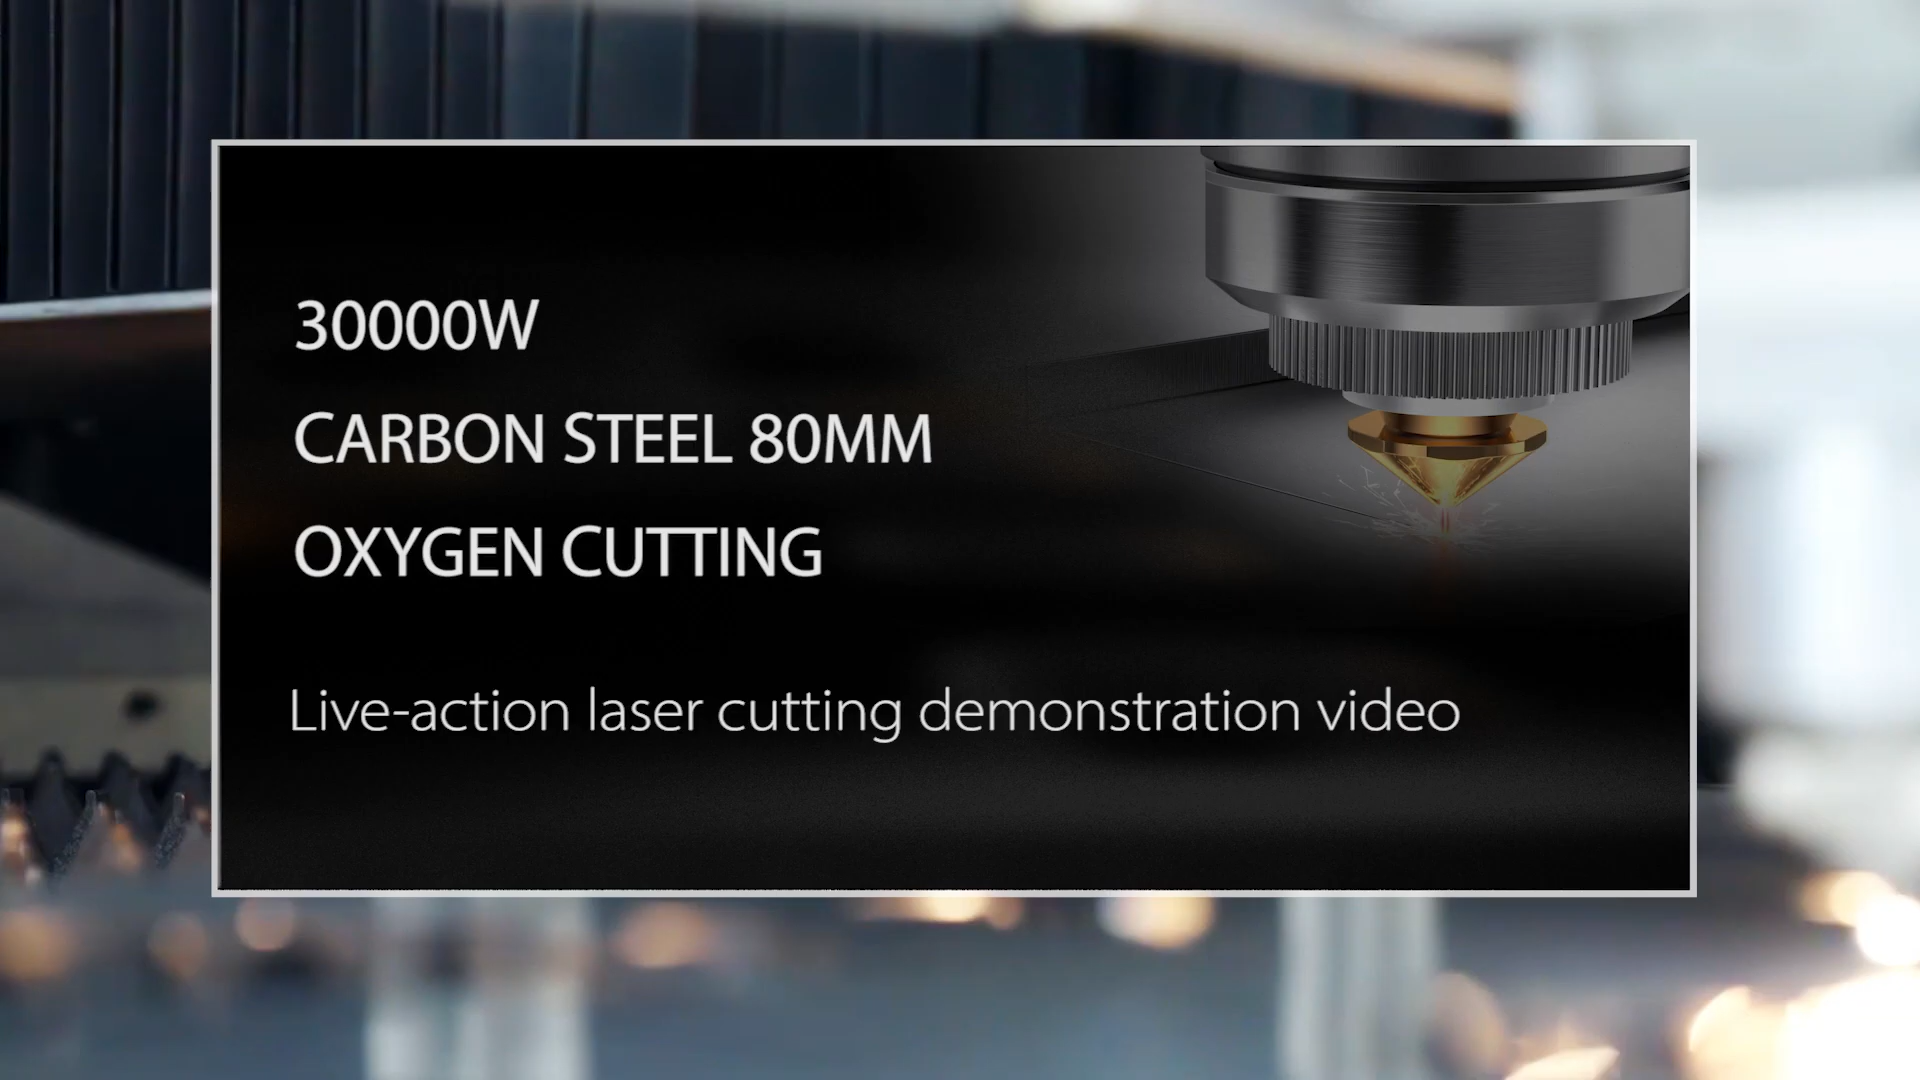 30000W
CARBON STEEL 80MM
OXYGEN CUTTING
Live-action laser cutting demonstration video